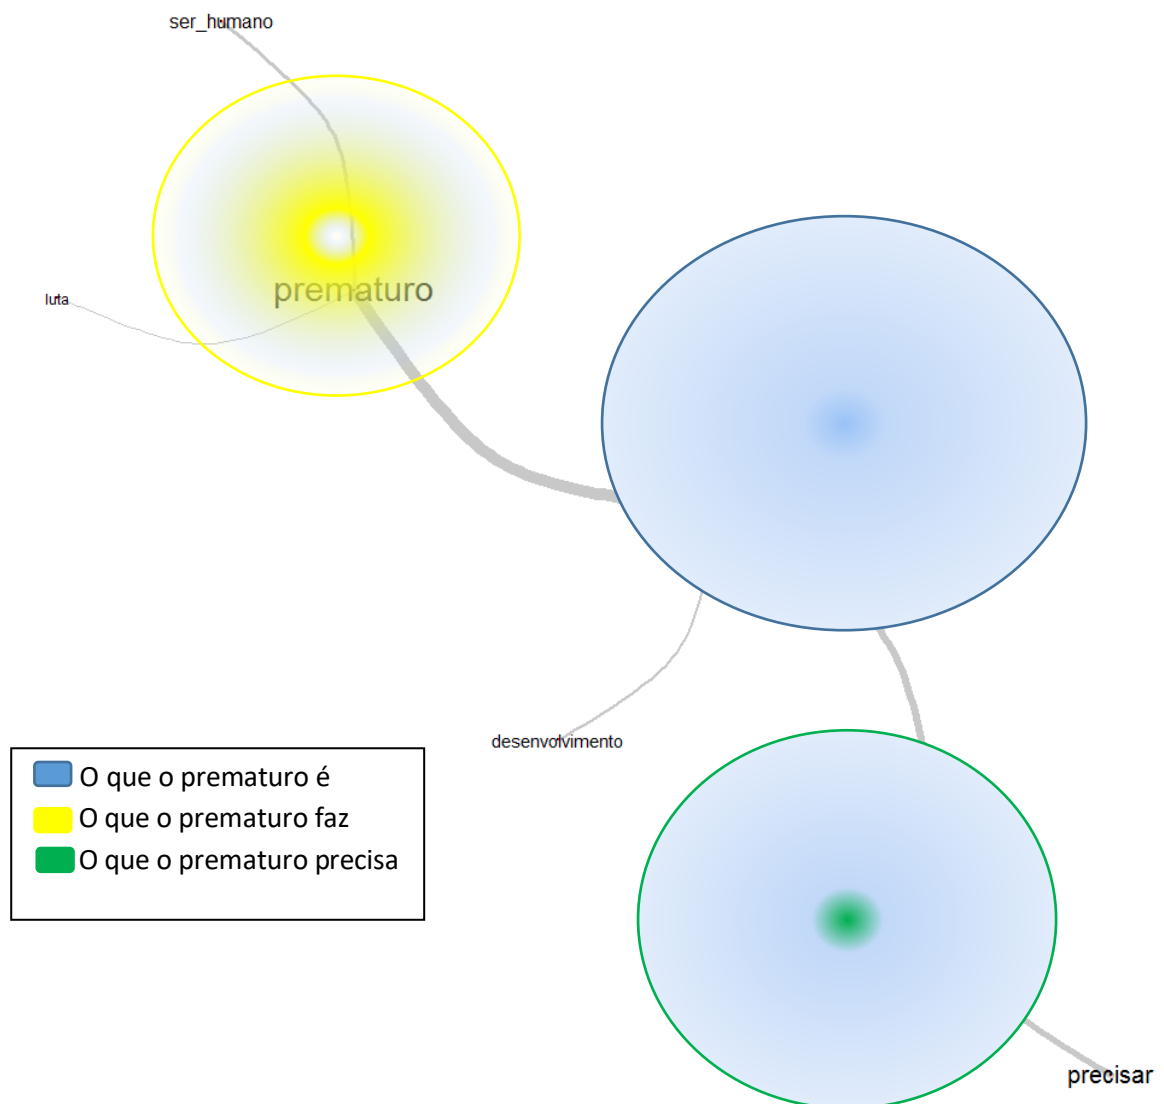 ser_humano
prematuro
luta
desenvolvimento
O que o prematuro é
O que o prematuro faz
O que o prematuro precisa
precisar